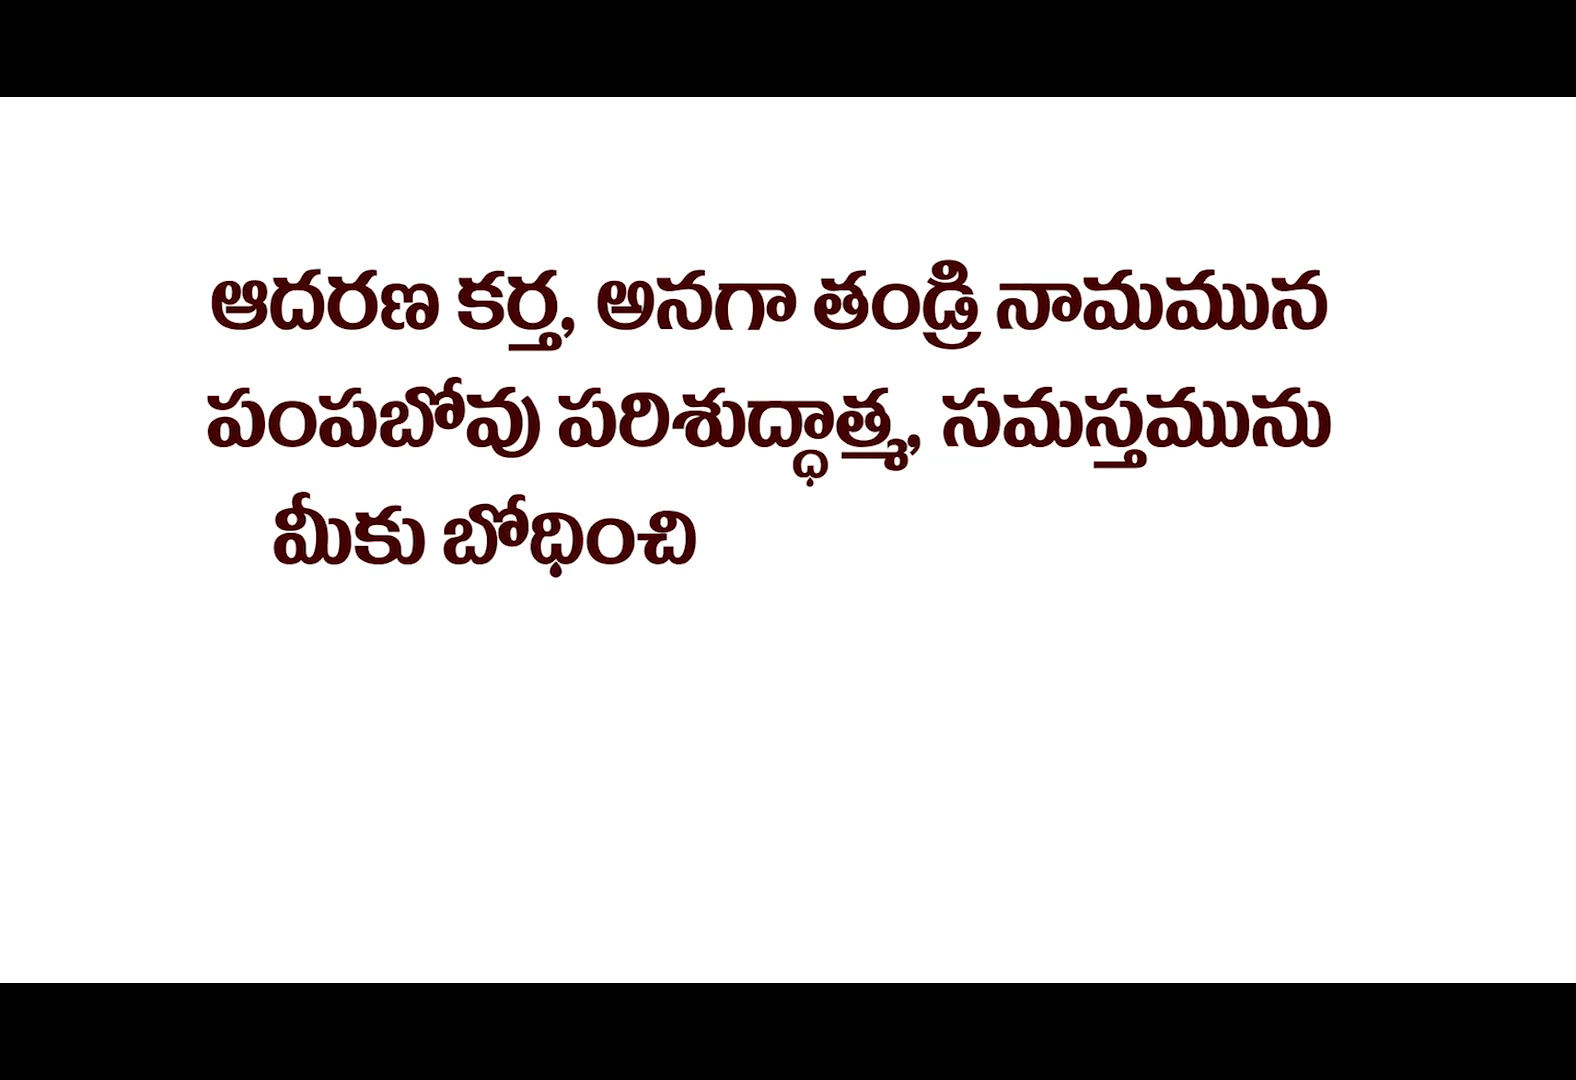 ఆదరణ కర్త, అనగా తండ్రి నామమున
పంపబోవు పరిశుద్ధాత్మ, సమస్తమును
మీకు బోధించి